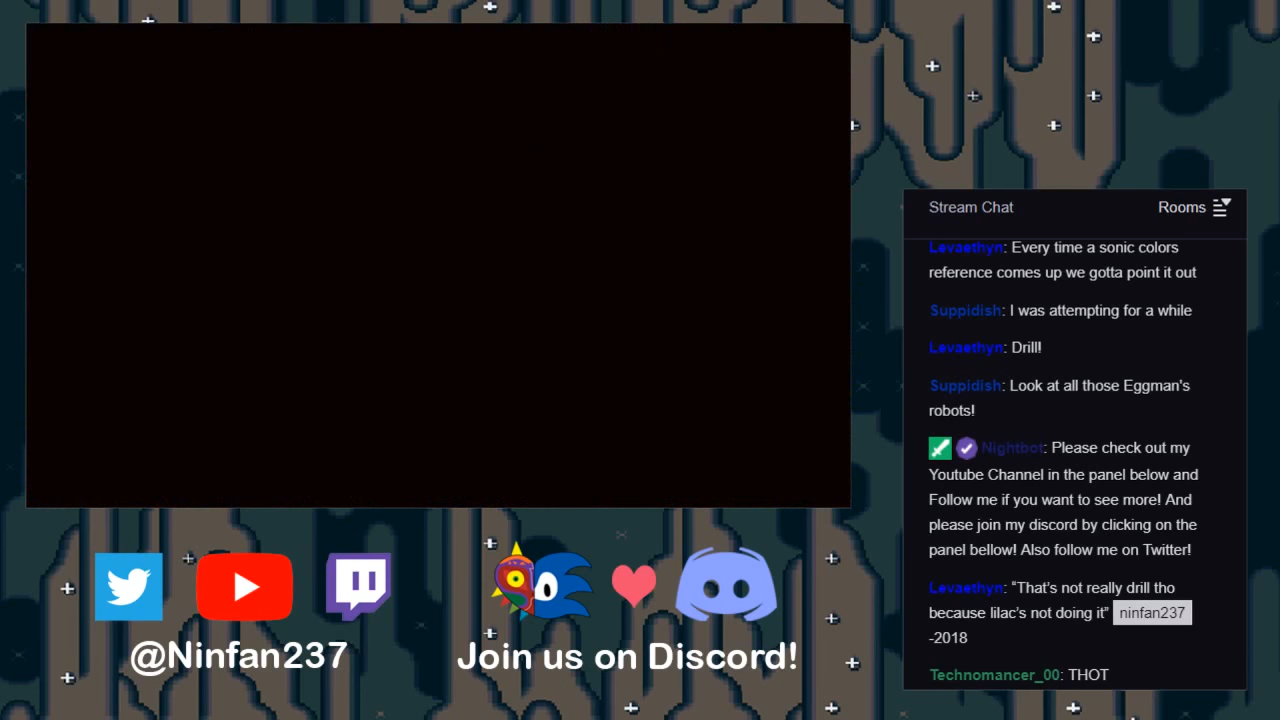 Stream Chat
Rooms
Levaethyn: Every time a sonic colors
reference comes up we gotta point it out
Suppidish: I was attempting for a while
Levaethyn: Drill!
Suppidish: Look at all those Eggman's
robots!
Nightbot: Please check out my
Youtube Channel in the panel below and
Follow me if you want to see more! And
please join my discord by clicking on the
panel bellow! Also follow me on Twitter!
Levaethyn: “That’s not really drill tho
because lilac’s not doing it” ninfan237
-2018
Technomancer_00: THOT
@Ninfan237
Join us on Discord!